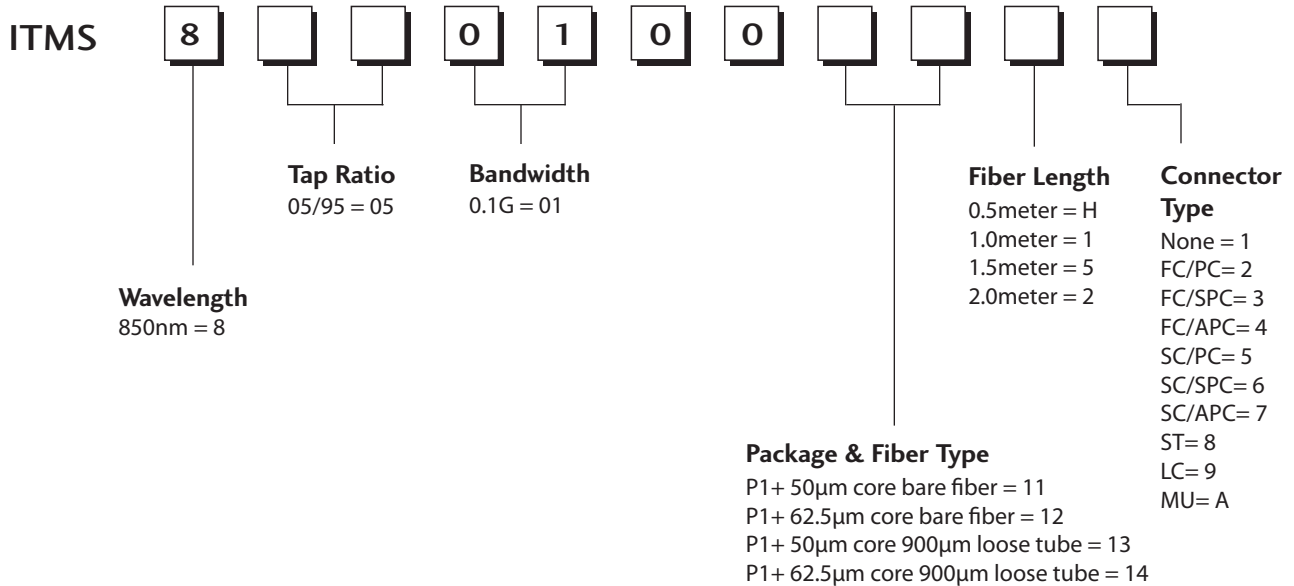 ITMS 8 0 1 0 0
Tap Ratio
05/95 = 05
Bandwidth
0.1G = 01
Fiber Length
0.5meter = H
1.0meter = 1
1.5meter = 5
2.0meter = 2
Connector
Type
None = 1
FC/PC= 2
FC/SPC= 3
FC/APC= 4
SC/PC= 5
SC/SPC= 6
SC/APC= 7
ST= 8
LC= 9
MU= A
Wavelength
850nm = 8
Package & Fiber Type
P1+ 50μm core bare fiber = 11
P1+ 62.5μm core bare fiber = 12
P1+ 50μm core 900μm loose tube = 13
P1+ 62.5μm core 900μm loose tube = 14